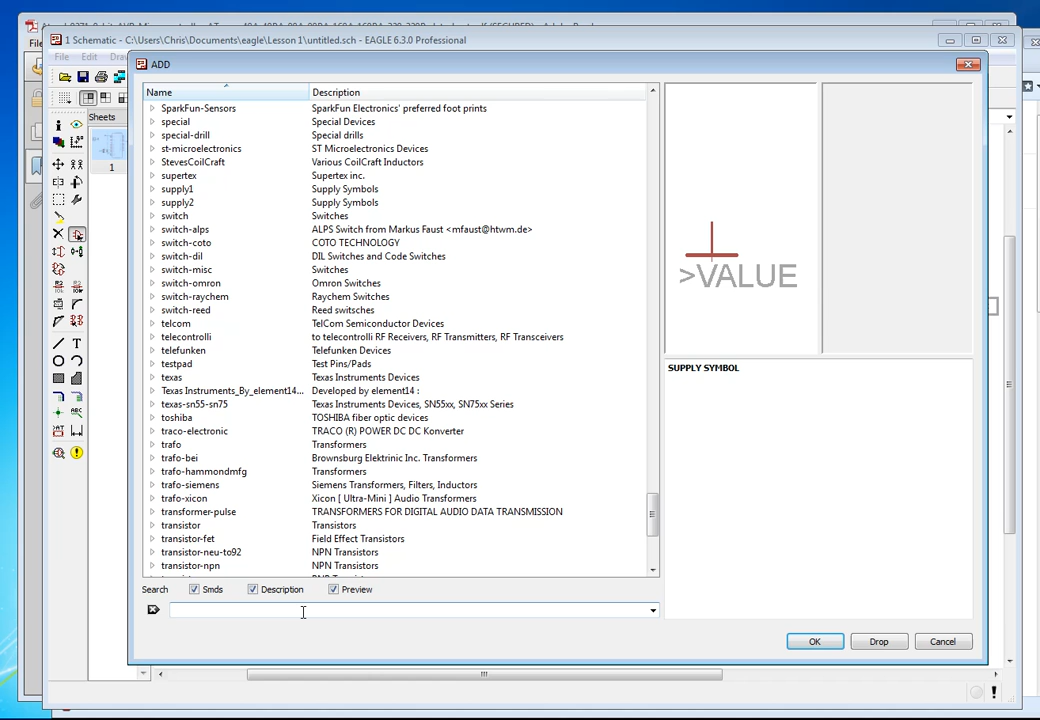 1 Schematic - C:\Users\Chris\Documents\eagle\Lesson 1\untitled.sch - EAGLE 6.3.0 Professional
File Edit Draw
ADD
Sheets
1
Name Description
SparkFun-Sensors SparkFun Electronics' preferred foot prints
special Special Devices
special-drill Special drills
st-microelectronics ST Microelectronics Devices
StevesCoilCraft Various CoilCraft Inductors
supertex Supertex inc.
supply1 Supply Symbols
supply2 Supply Symbols
switch Switches
switch-alps ALPS Switch from Markus Faust <mfaust@htwm.de>
switch-coto COTO TECHNOLOGY
switch-dil DIL Switches and Code Switches
switch-misc Switches
switch-omron Omron Switches
switch-raychem Raychem Switches
switch-reed Reed switsches
telcom TelCom Semiconductor Devices
telecontrolli to telecontrolli RF Receivers, RF Transmitters, RF Transceivers
telefunken Telefunken Devices
testpad Test Pins/Pads
texas Texas Instruments Devices
Texas Instruments_By_element14... Developed by element14 :
texas-sn55-sn75 Texas Instruments Devices, SN55xx, SN75xx Series
toshiba TOSHIBA fiber optic devices
traco-electronic TRACO (R) POWER DC DC Konverter
trafo Transformers
trafo-bei Brownsburg Elektrinic Inc. Transformers
trafo-hammondmfg Transformers
trafo-siemens Siemens Transformers, Filters, Inductors
trafo-xicon Xicon [ Ultra-Mini ] Audio Transformers
transformer-pulse TRANSFORMERS FOR DIGITAL AUDIO DATA TRANSMISSION
transistor Transistors
transistor-fet Field Effect Transistors
transistor-neu-to92 NPN Transistors
transistor-npn NPN Transistors
>VALUE
SUPPLY SYMBOL
Search Smds Description Preview
OK Drop Cancel